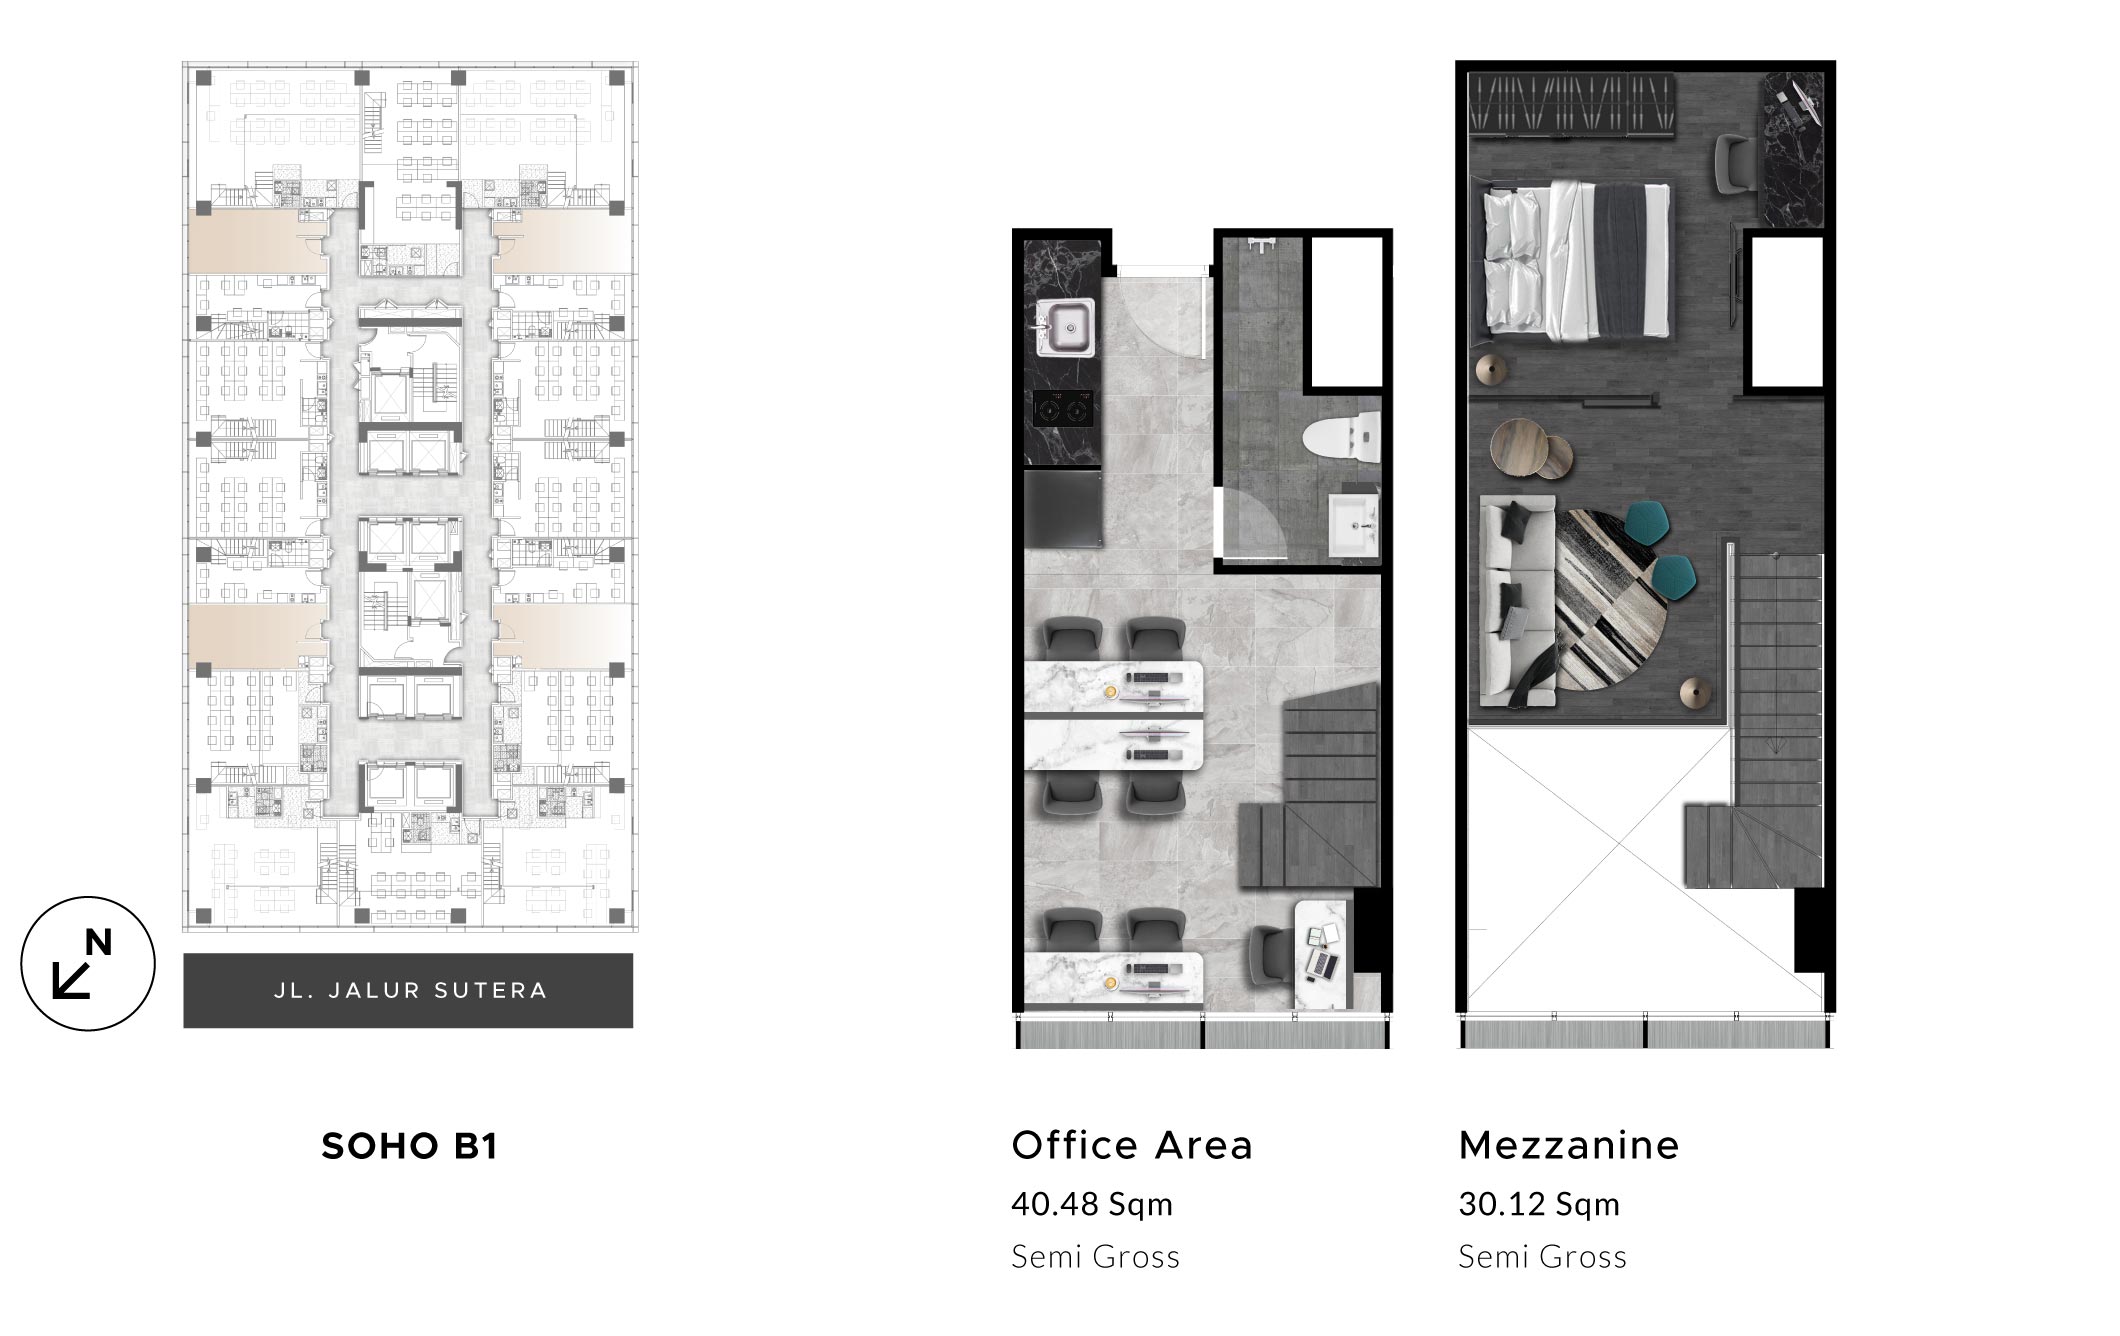 N
JL. JALUR SUTERA
SOHO B1
Office Area
40.48 Sqm
Semi Gross
Mezzanine
30.12 Sqm
Semi Gross